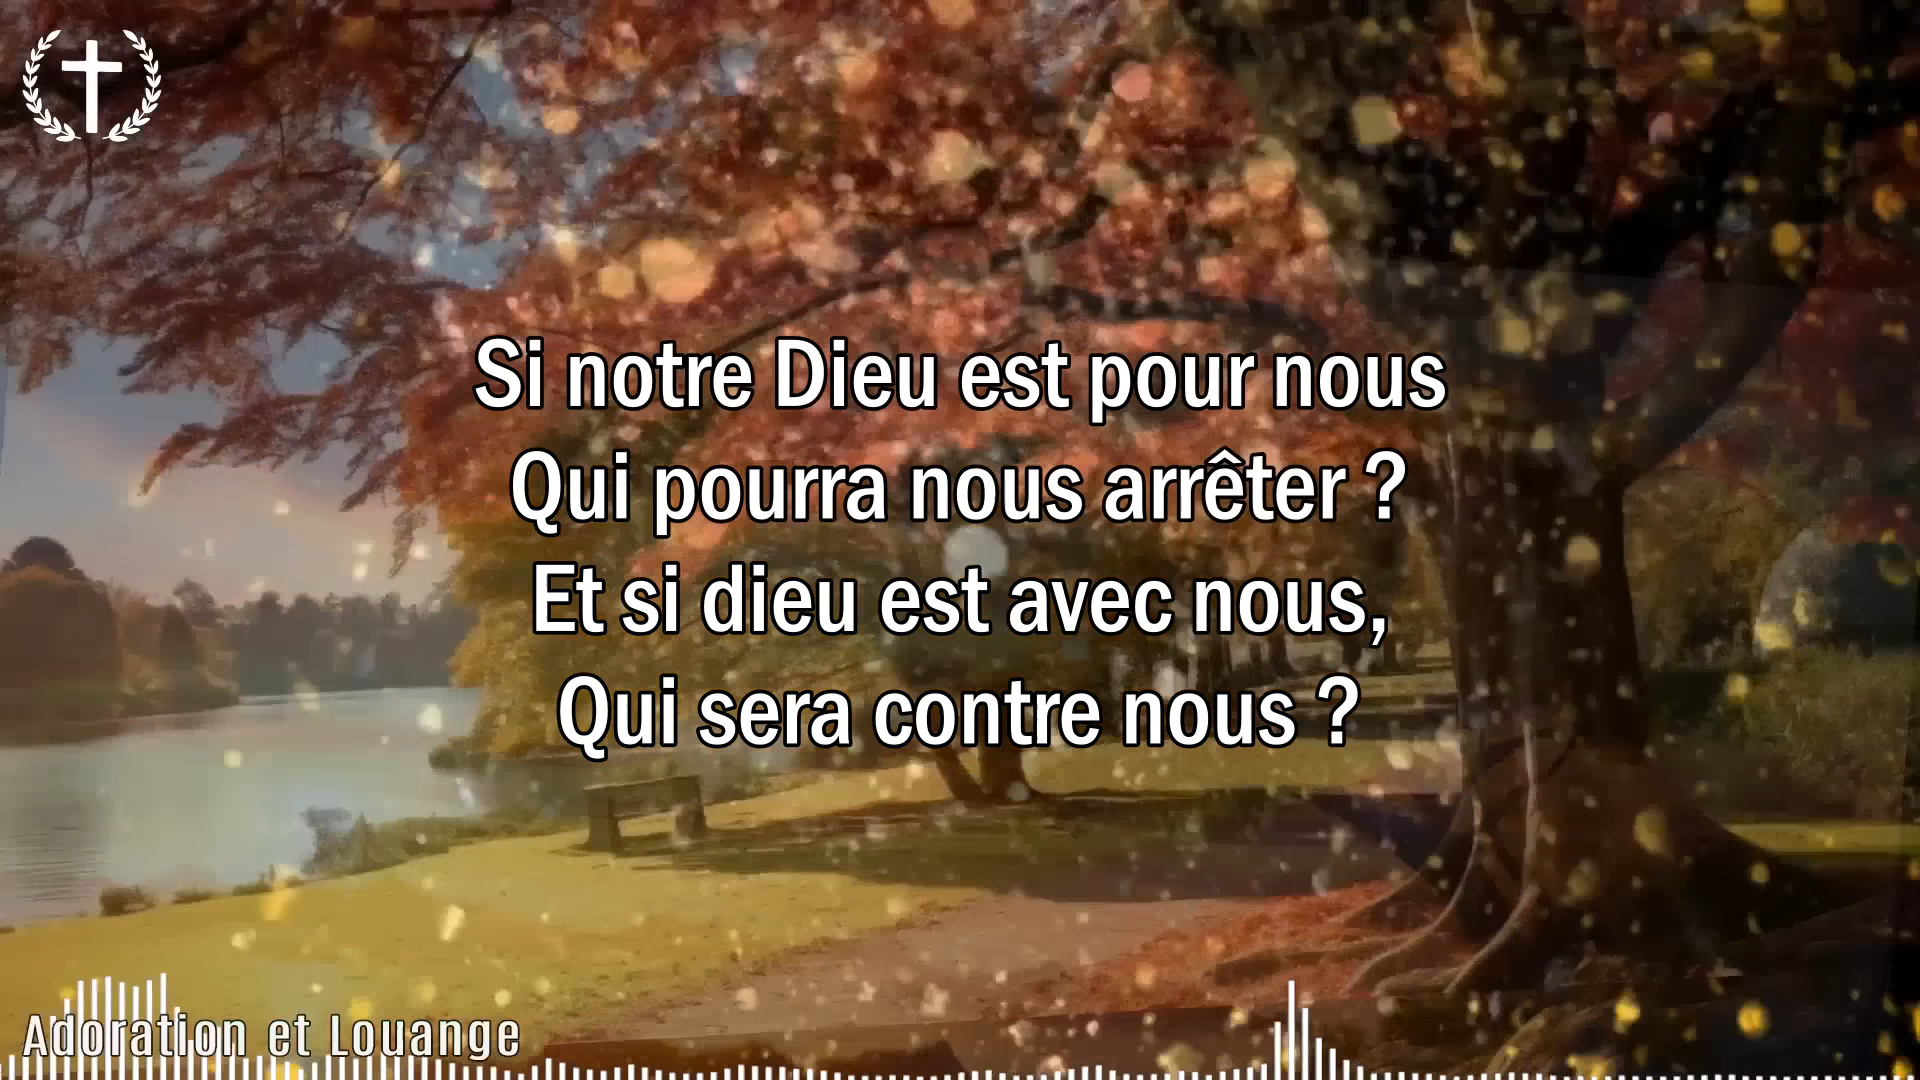 Si notre Dieu est pour nous
Qui pourra nous arrêter ?
Et si dieu est avec nous,
Qui sera contre nous ?
Adoration et Louange